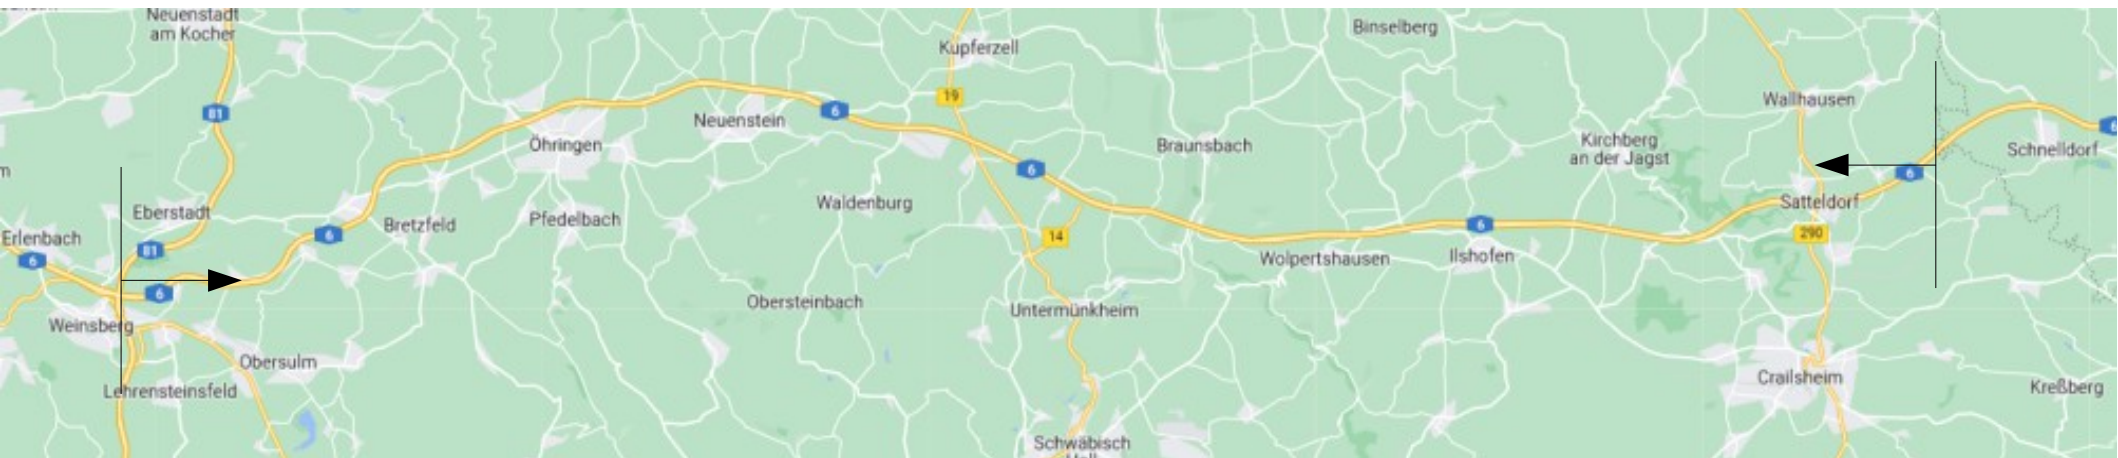 Neuenstadt
am Kocher
Kupferzell
Binselberg
81
19
6
Wallhausen
6
Neuenstein
Öhringen
Braunsbach
Kirchberg
an der Jagst
Schnelldorf
6
6
Eberstadt
Waldenburg
Satteldorf
Pfedelbach
Bretzfeld
6
14
6
290
Erlenbach
81
6
Wolpertshausen
Ilshofen
6
Obersteinbach
Untermünkheim
Weinsberg
Obersulm
Crailsheim
Lehrensteinsfeld
Kreßberg
Schwäbisch